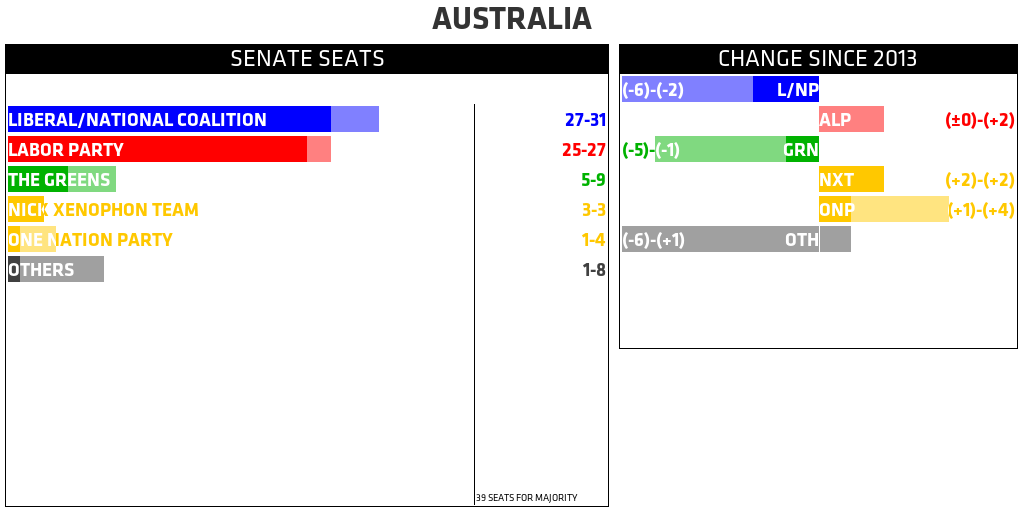 AUSTRALIA
SENATE SEATS
LIBERAL/NATIONAL COALITION 27-31
LABOR PARTY 25-27
THE GREENS 5-9
NICK XENOPHON TEAM 3-3
ONE NATION PARTY 1-4
OTHERS 1-8
39 SEATS FOR MAJORITY
CHANGE SINCE 2013
(-6)-(-2) L/NP
ALP (±0)-(+2)
(-5)-(-1) GRN
NXT (+2)-(+2)
ONP (+1)-(+4)
(-6)-(+1) OTH